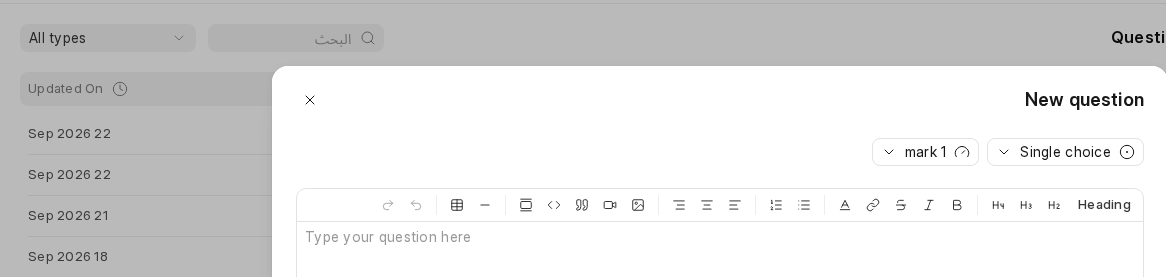 All types
البحث
Questi
Updated On
New question
Sep 2026 22
mark 1
Single choice
Sep 2026 22
H4 H3 H2 Heading
Sep 2026 21
Type your question here
Sep 2026 18